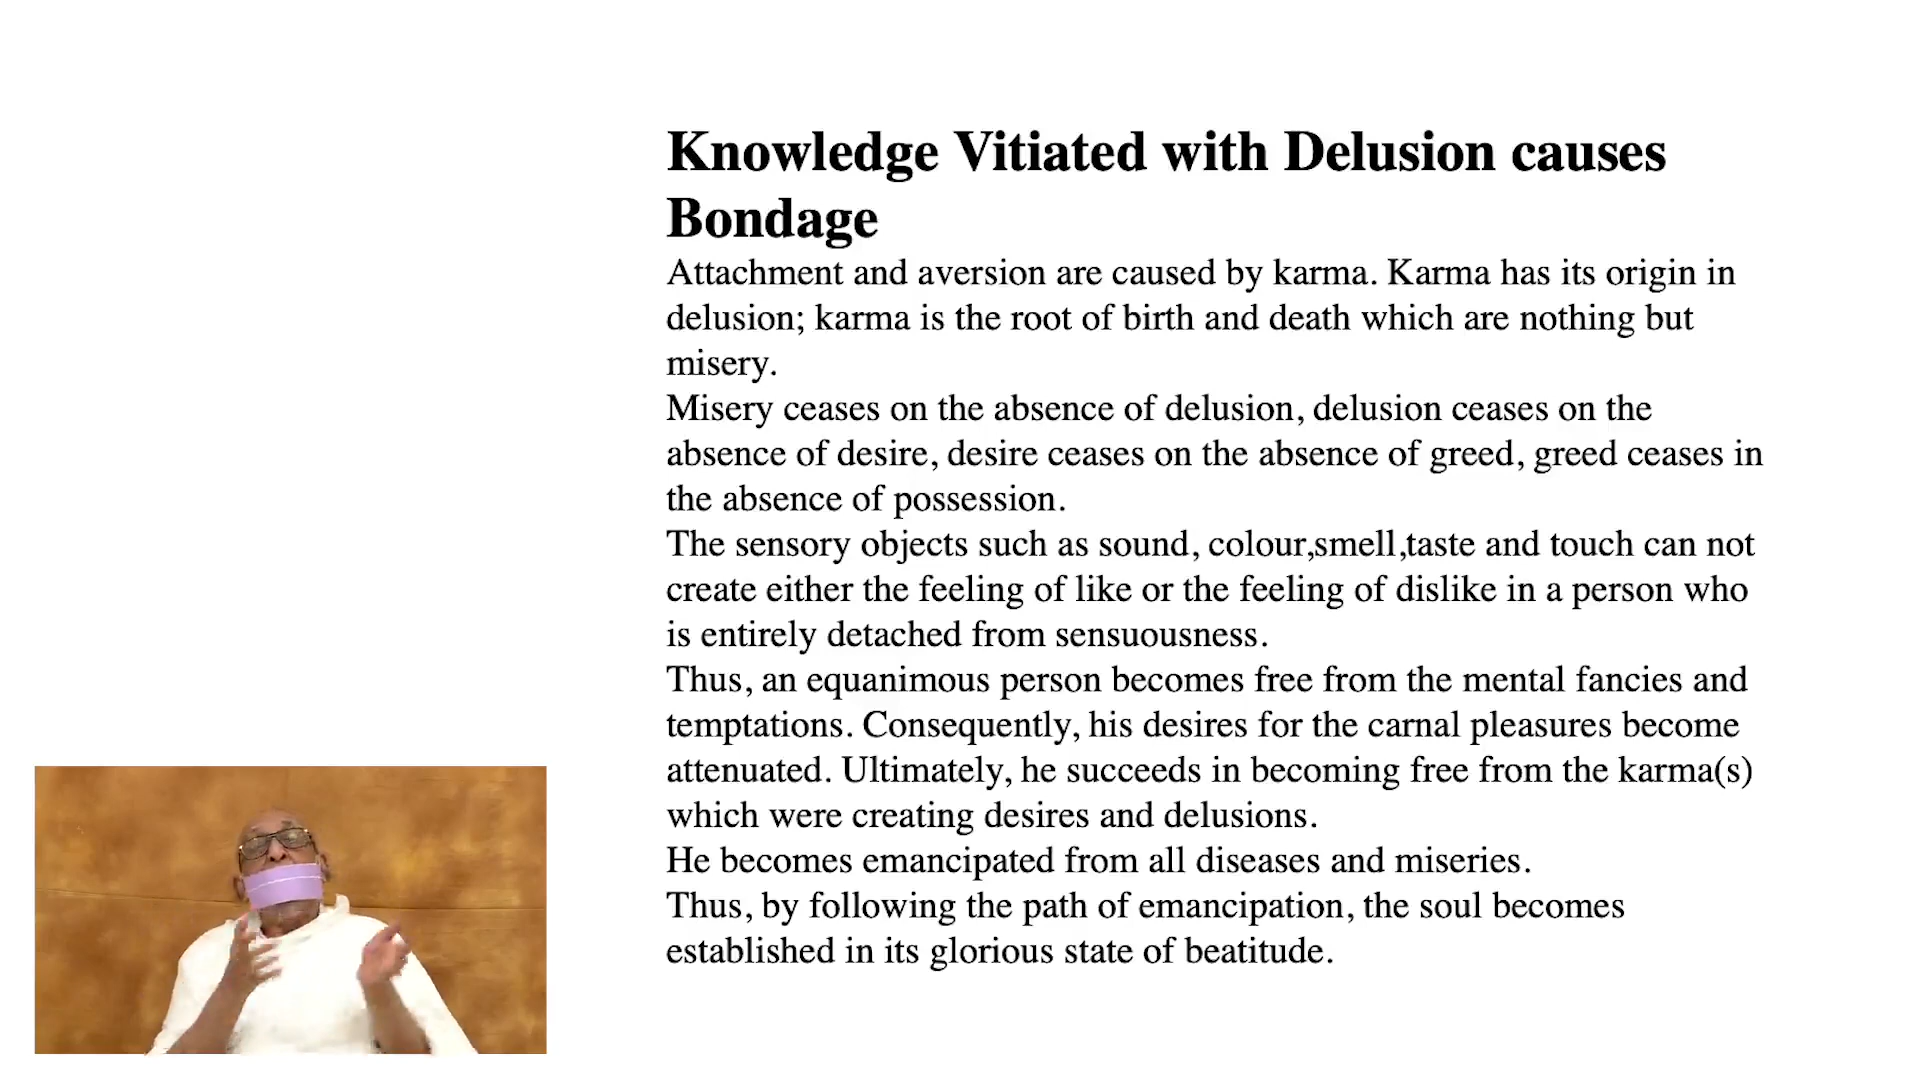 Knowledge Vitiated with Delusion causes
Bondage
Attachment and aversion are caused by karma. Karma has its origin in
delusion; karma is the root of birth and death which are nothing but
misery.
Misery ceases on the absence of delusion, delusion ceases on the
absence of desire, desire ceases on the absence of greed, greed ceases in
the absence of possession.
The sensory objects such as sound, colour,smell,taste and touch can not
create either the feeling of like or the feeling of dislike in a person who
is entirely detached from sensuousness.
Thus, an equanimous person becomes free from the mental fancies and
temptations. Consequently, his desires for the carnal pleasures become
attenuated. Ultimately, he succeeds in becoming free from the karma(s)
which were creating desires and delusions.
He becomes emancipated from all diseases and miseries.
Thus, by following the path of emancipation, the soul becomes
established in its glorious state of beatitude.